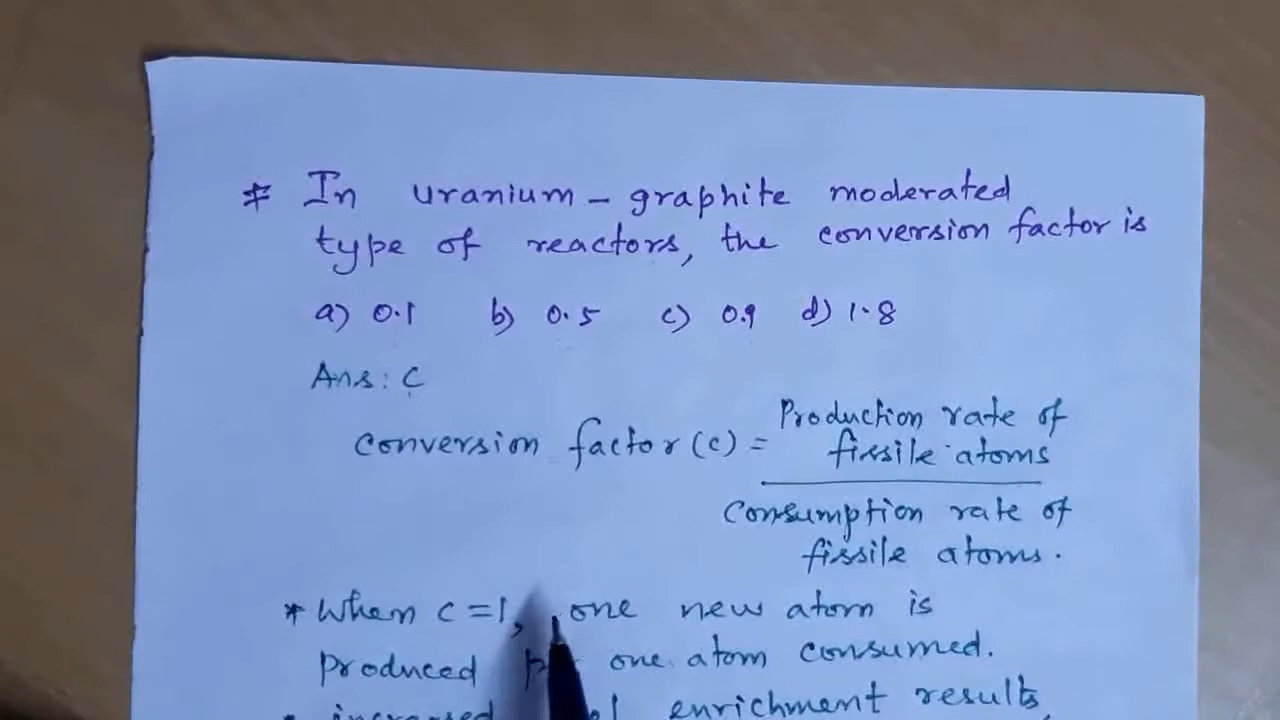 * In uranium - graphite moderated
type of reactors, the conversion factor is
a) 0.1 b) 0.5 c) 0.9 d) 1.8
Ans: C
conversion factor (c) =
Production rate of
fissile atoms
Consumption rate of
fissile atoms.
* When c = 1, one new atom is
produced one atom consumed.
* increased enrichment results